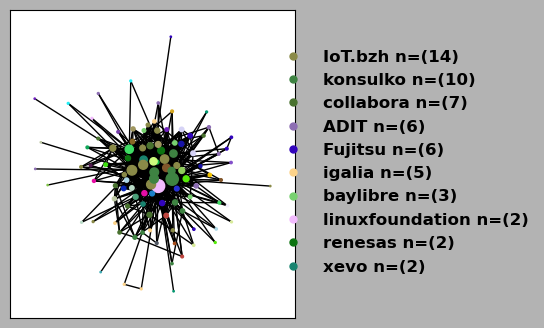 IoT.bzh n=(14)
konsulko n=(10)
collabora n=(7)
ADIT n=(6)
Fujitsu n=(6)
igalia n=(5)
baylibre n=(3)
linuxfoundation n=(2)
renesas n=(2)
xevo n=(2)